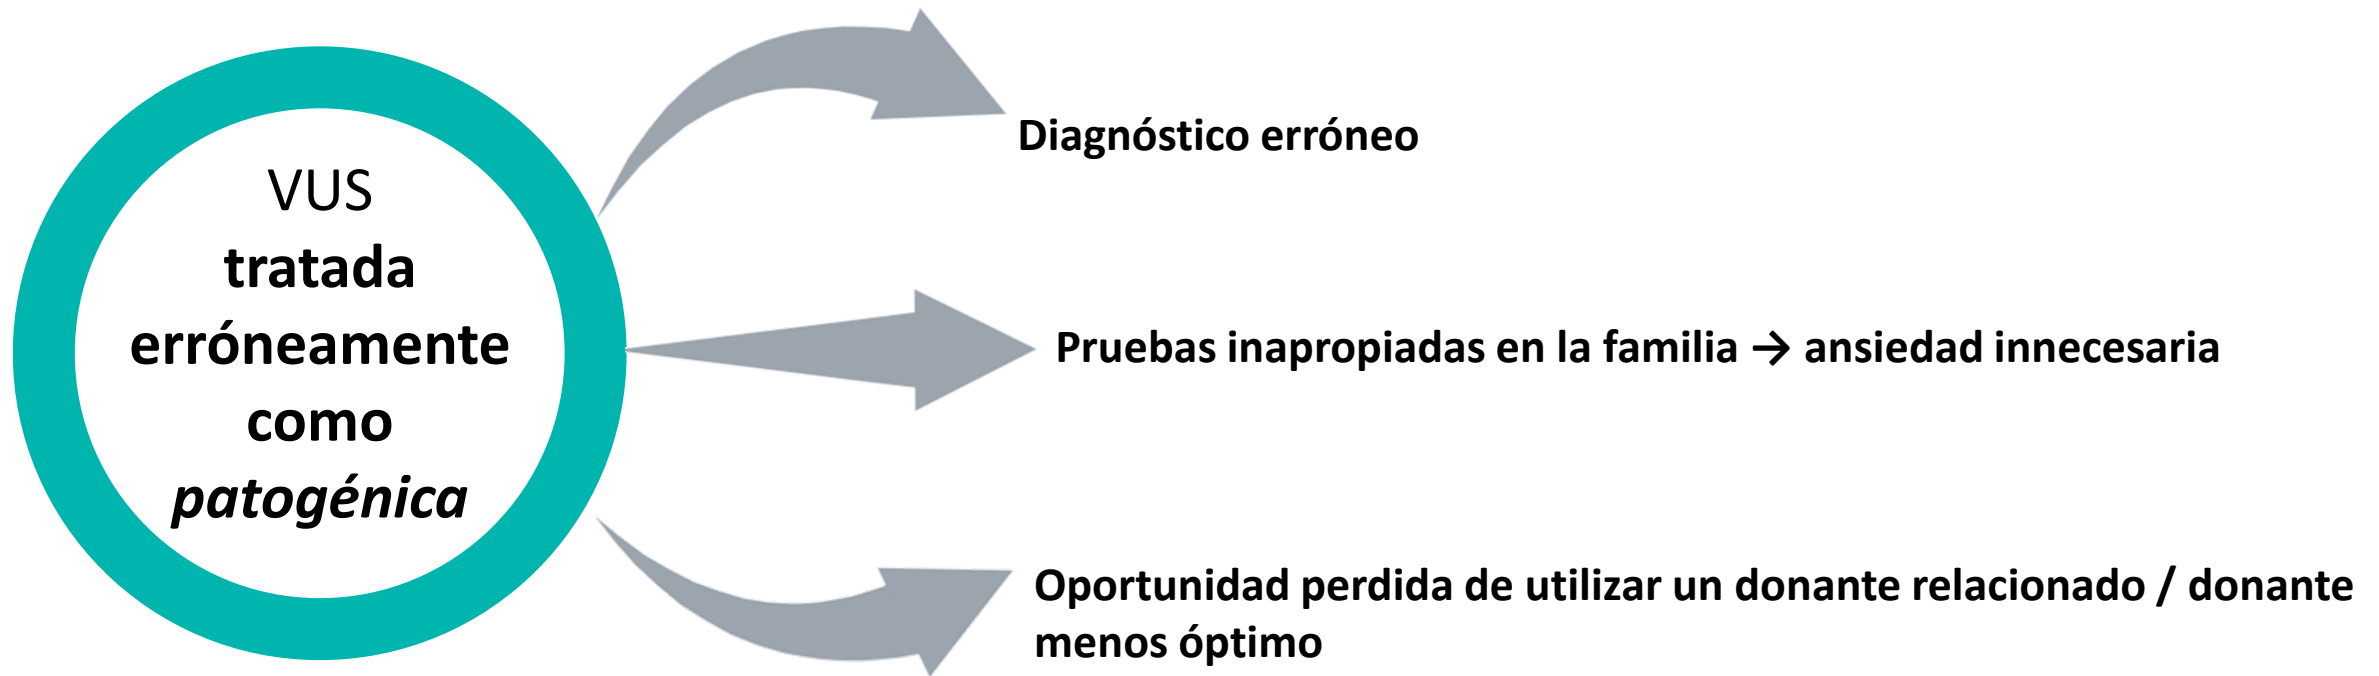 VUS
tratada
erróneamente
como
patogénica
Diagnóstico erróneo
Pruebas inapropiadas en la familia → ansiedad innecesaria
Oportunidad perdida de utilizar un donante relacionado / donante
menos óptimo